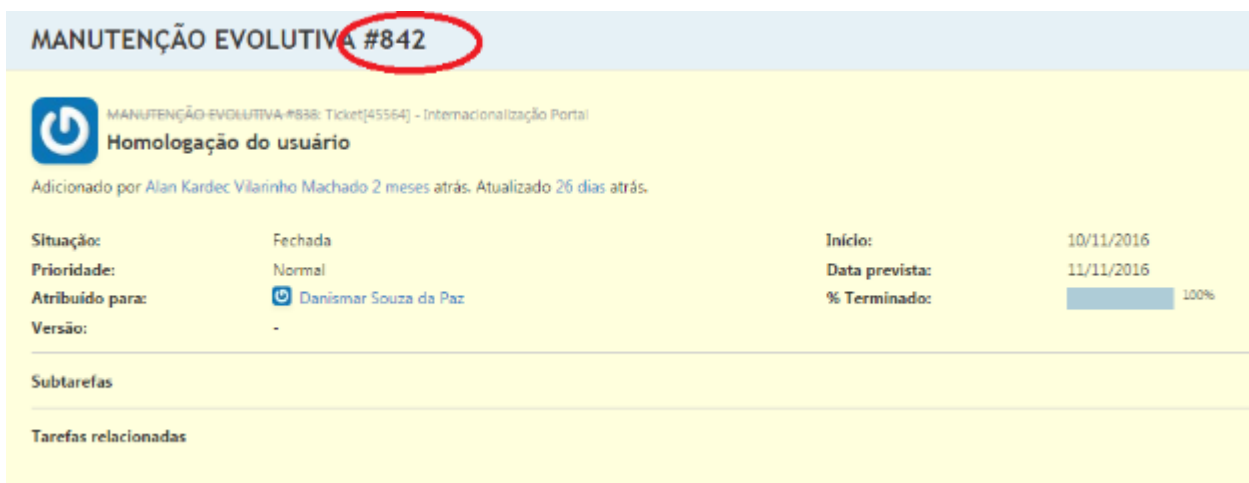 MANUTENÇÃO EVOLUTIVA #842
MANUTENÇÃO EVOLUTIVA #838: Ticket[45564] - Internacionalização Portal
Homologação do usuário
Adicionado por Alan Kardec Vilarinho Machado 2 meses atrás. Atualizado 26 dias atrás.
Situação: Fechada Início: 10/11/2016
Prioridade: Normal Data prevista: 11/11/2016
Atribuído para: Danismar Souza da Paz % Terminado: 100%
Versão: -
Subtarefas
Tarefas relacionadas